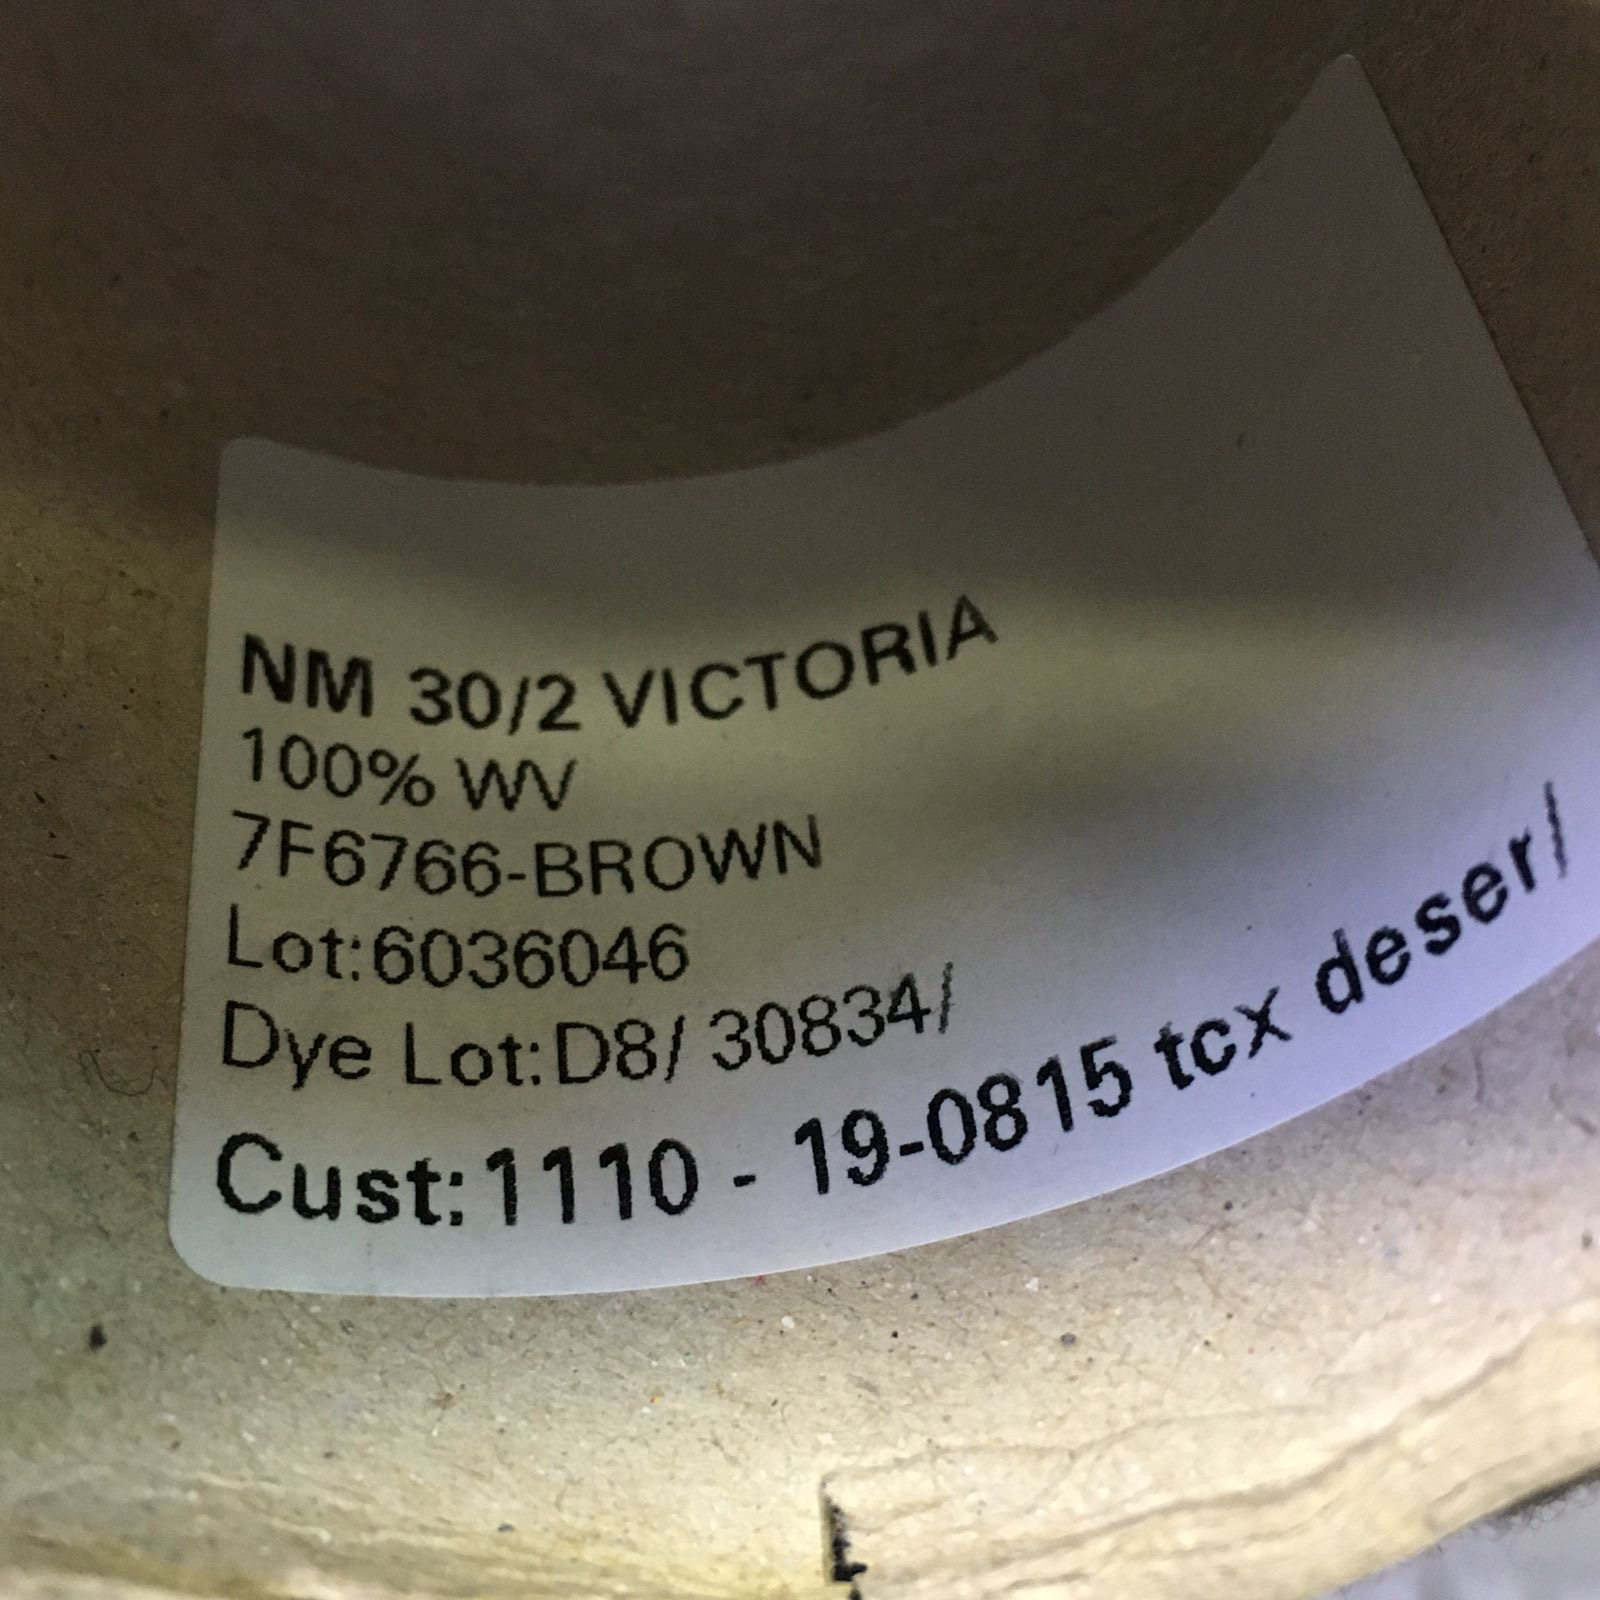 NM 30/2 VICTORIA
100% WV
7F6766-BROWN
Lot:6036046
Dye Lot:D8/ 30834/
Cust:1110 - 19-0815 tcx deser/